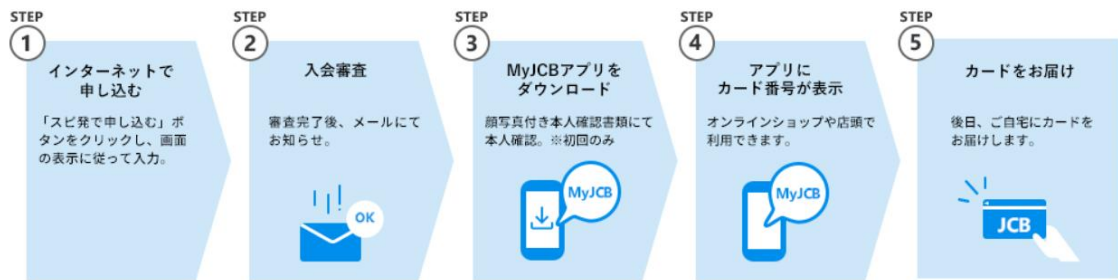 STEP
1
インターネットで
申し込む
「スピ発で申し込む」ボ
タンをクリックし、画面
の表示に従って入力。
STEP
2
入会審査
審査完了後、メールにて
お知らせ。
OK
STEP
3
MyJCBアプリを
ダウンロード
顔写真付き本人確認書類にて
本人確認。※初回のみ
MyJCB
STEP
4
アプリに
カード番号が表示
オンラインショップや店頭で
利用できます。
MyJCB
STEP
5
カードをお届け
後日、ご自宅にカードを
お届けします。
JCB